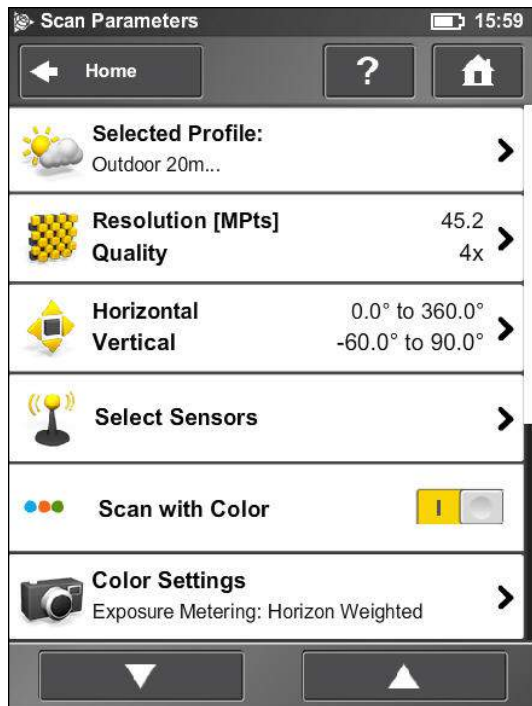 Scan Parameters 15:59
Home ?
Selected Profile:
Outdoor 20m...
Resolution [MPts] 45.2
Quality 4x
Horizontal 0.0° to 360.0°
Vertical -60.0° to 90.0°
Select Sensors
Scan with Color I
Color Settings
Exposure Metering: Horizon Weighted